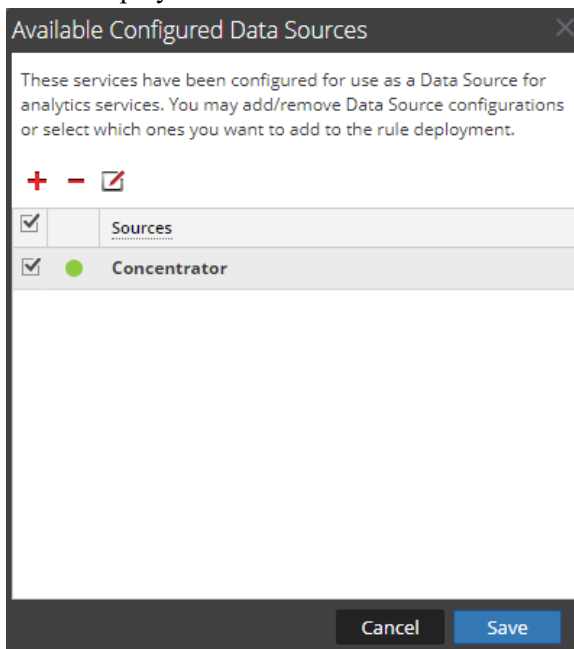 Available Configured Data Sources
These services have been configured for use as a Data Source for
analytics services. You may add/remove Data Source configurations
or select which ones you want to add to the rule deployment.
Sources
Concentrator
Cancel Save